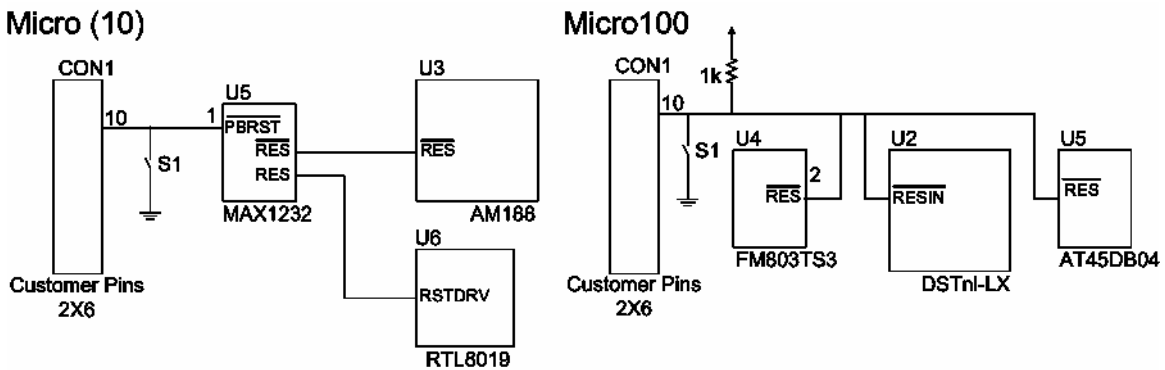 Micro (10)
CON1
10
S1
Customer Pins
2X6
U5
1
PBRST
RES
RES
MAX1232
U3
RES
AM188
U6
RSTDRV
RTL8019
Micro100
CON1
10
1k
S1
Customer Pins
2X6
U4
2
RES
FM803TS3
U2
RESIN
DSTnI-LX
U5
RES
AT45DB04